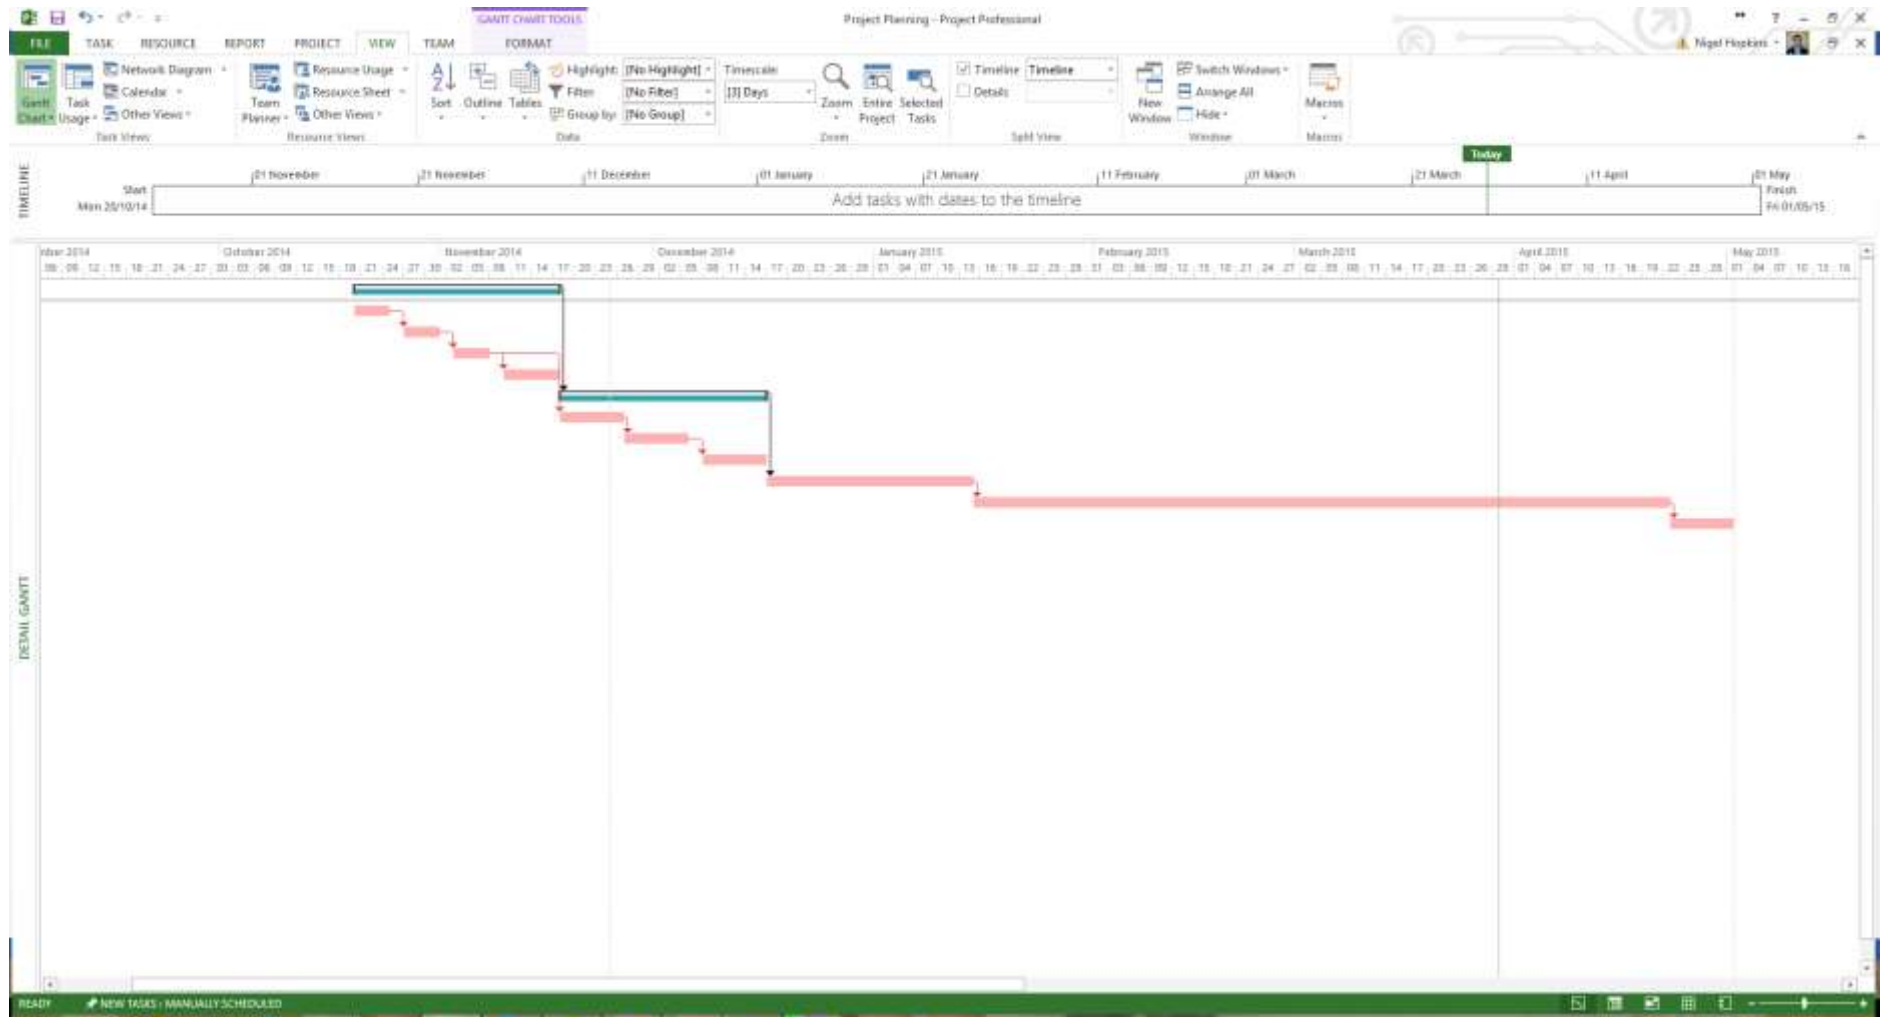 GANTT CHART TOOLS
Project Planning - Project Professional
FILE TASK RESOURCE REPORT PROJECT VIEW TEAM FORMAT
Nigel Hopkins
Gantt Chart
Task Usage
Network Diagram
Calendar
Other Views
Task Views
Team Planner
Resource Usage
Resource Sheet
Other Views
Resource Views
Sort
Outline
Tables
Highlight: [No Highlight]
Filter: [No Filter]
Group by: [No Group]
Data
Timescale:
[3] Days
Zoom
Entire Project
Selected Tasks
Zoom
Timeline Timeline
Details
Split View
New Window
Switch Windows
Arrange All
Hide
Window
Macros
Macros
Today
TIMELINE
01 November 21 November 11 December 01 January 21 January 11 February 01 March 21 March 11 April 01 May
Start
Mon 20/10/14
Add tasks with dates to the timeline
Finish
Fri 01/05/15
October 2014 November 2014 December 2014 January 2015 February 2015 March 2015 April 2015 May 2015
DETAIL GANTT
READY NEW TASKS : MANUALLY SCHEDULED